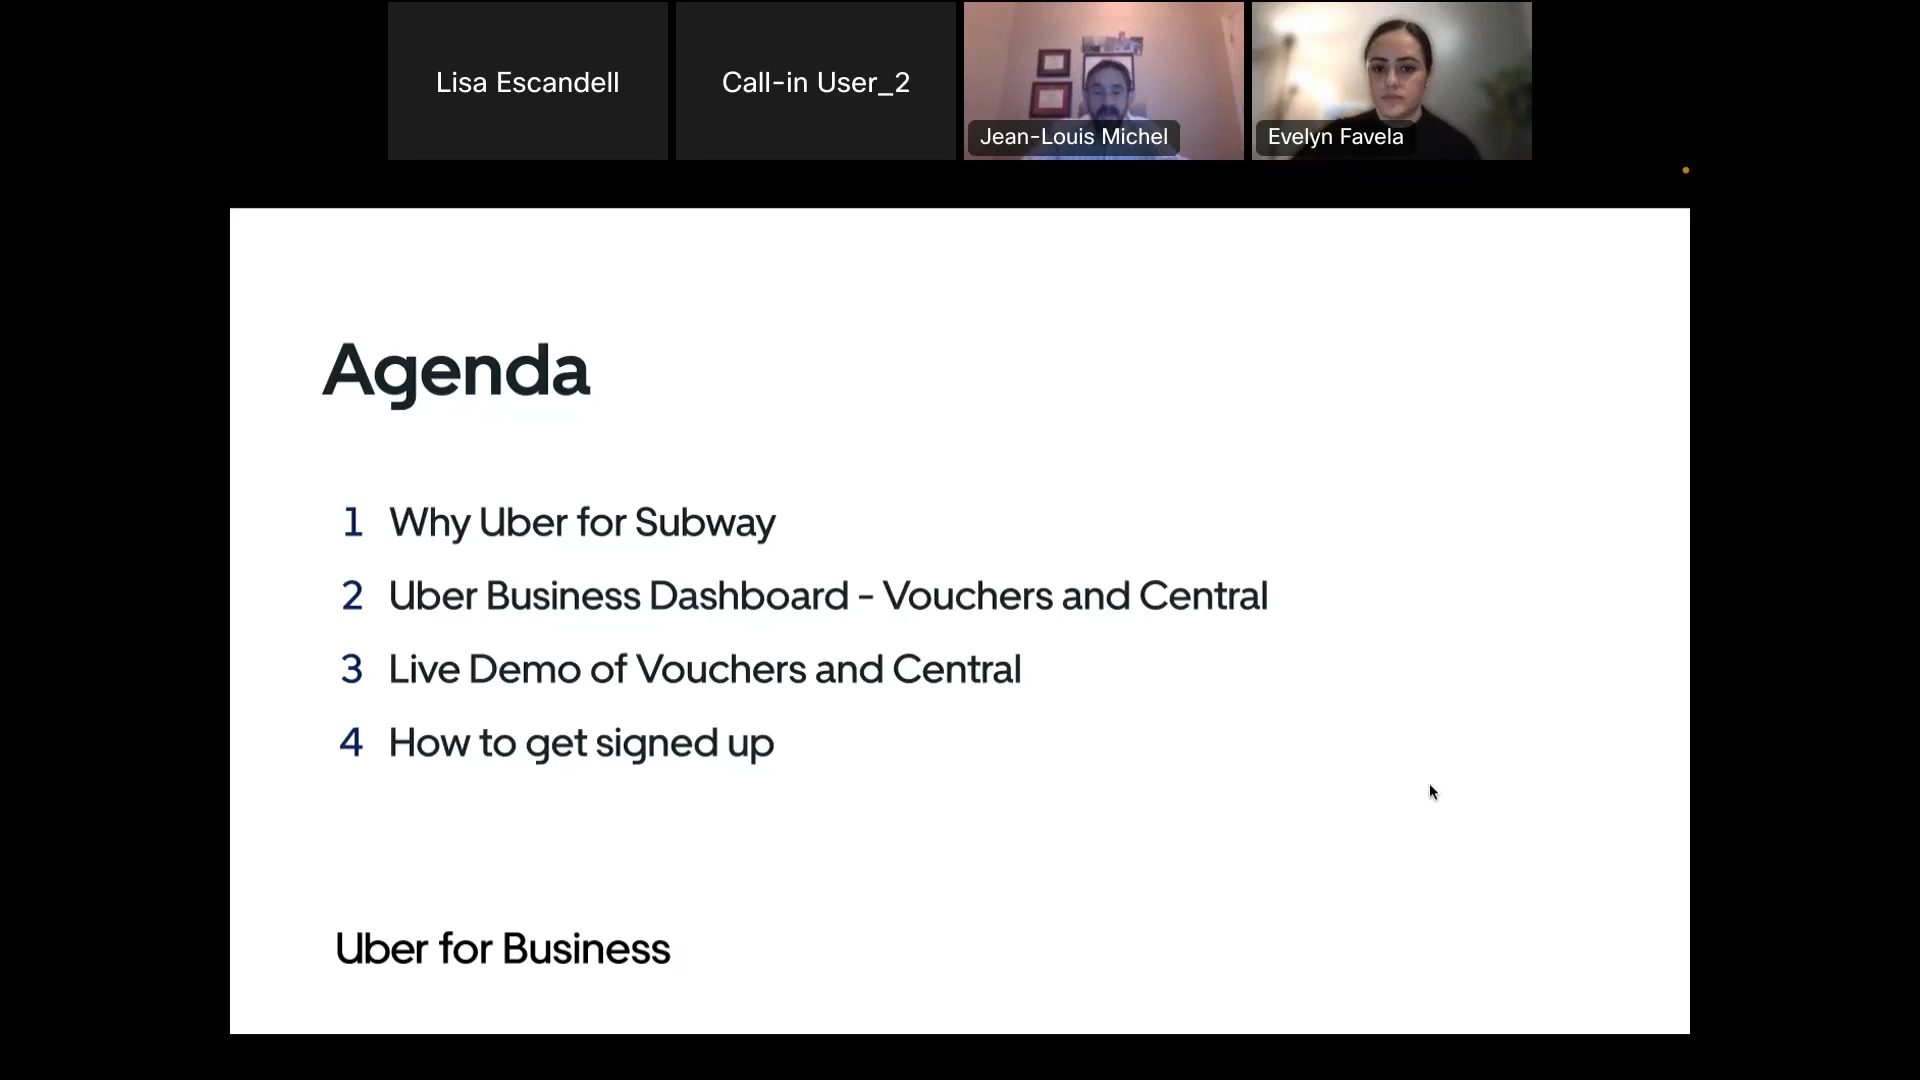 Lisa Escandell
Call-in User_2
Jean-Louis Michel
Evelyn Favela
Agenda
1 Why Uber for Subway
2 Uber Business Dashboard - Vouchers and Central
3 Live Demo of Vouchers and Central
4 How to get signed up
Uber for Business